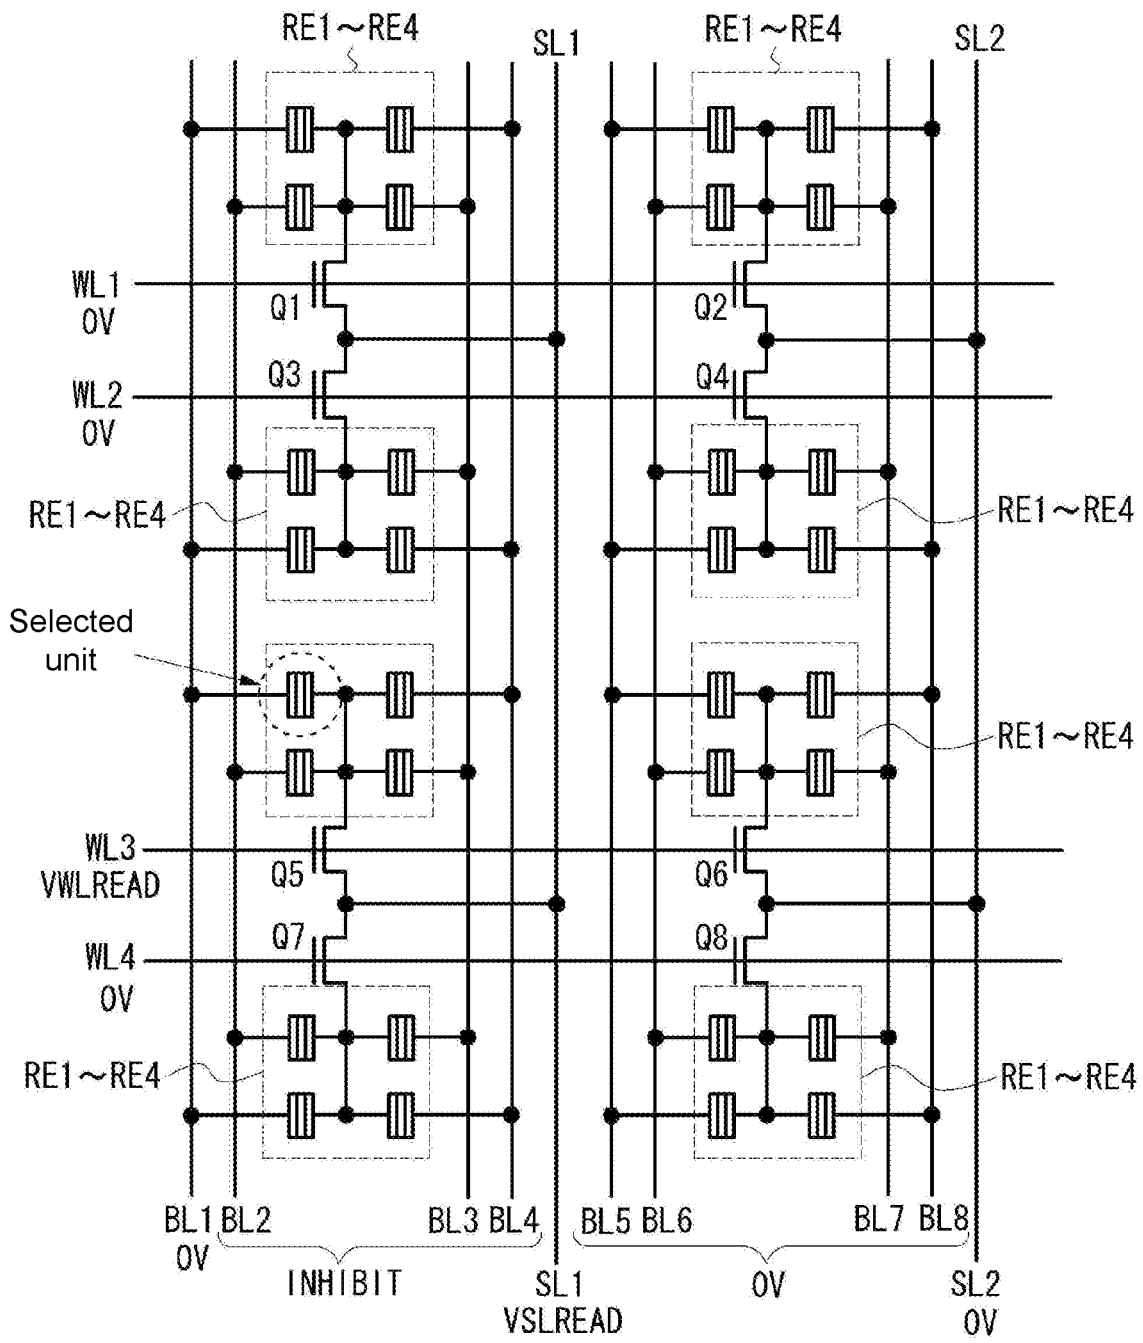 RE1～RE4
SL1
RE1～RE4
SL2
WL1
0V
Q1
Q2
Q3
Q4
WL2
0V
RE1～RE4
RE1～RE4
Selected
unit
RE1～RE4
WL3
VWLREAD
Q5
Q6
Q7
Q8
WL4
0V
RE1～RE4
RE1～RE4
BL1 BL2 BL3 BL4 BL5 BL6 BL7 BL8
0V
INHIBIT
SL1
VSLREAD
0V
SL2
0V